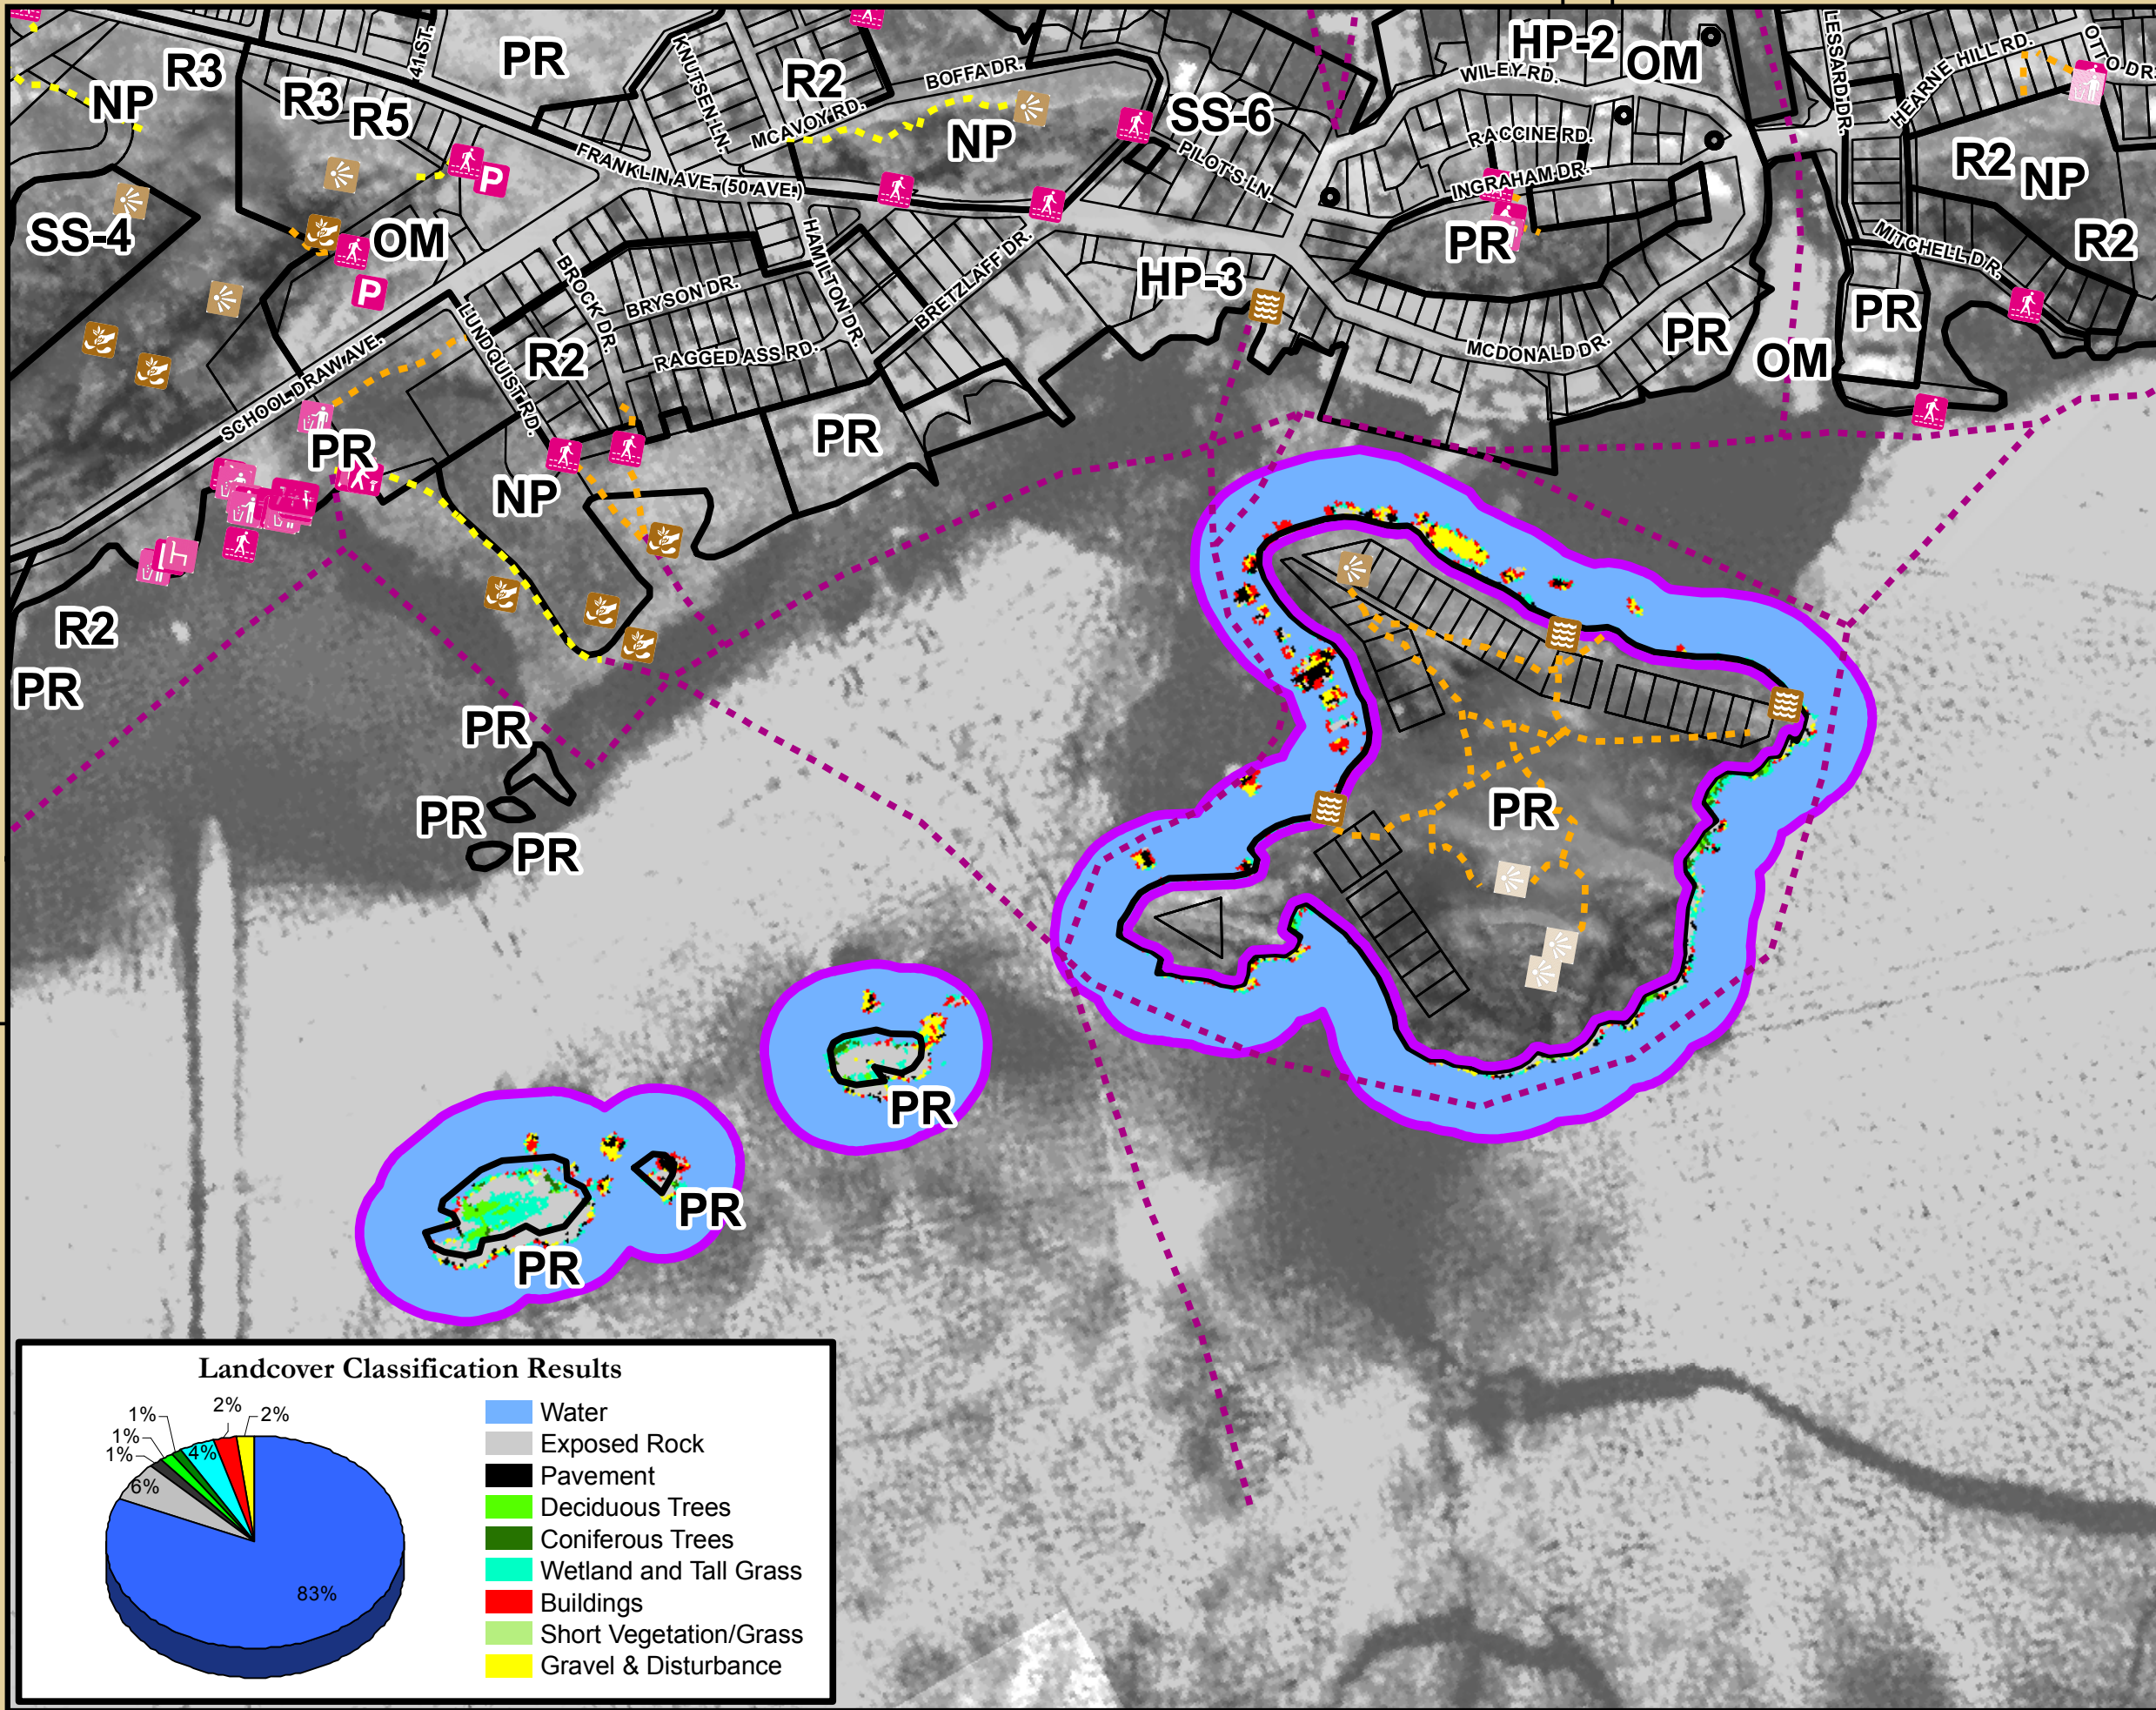 41ST.
PR
R3
NP
R3
R5
KNUTSEN LN.
R2
BOFFA DR.
MCAVOY RD.
NP
SS-6
PILOTS LN.
HP-2
OM
WILEY RD.
RACCINE RD.
INGRAHAM DR.
PR
LESSARD DR.
HEARNE HILL RD.
OTTO DR.
R2
NP
R2
MITCHELL DR.
FRANKLIN AVE. (50 AVE.)
P
SS-4
OM
P
HAMILTON DR.
BRETZLAFF DR.
HP-3
MCDONALD DR.
PR
OM
PR
BROCK DR.
BRYSON DR.
LUNDQUIST RD.
R2
RAGGED ASS RD.
SCHOOL DRAW AVE.
PR
PR
NP
R2
PR
PR
PR
PR
PR
PR
PR
PR
Landcover Classification Results
1%
2%
2%
1%
1%
4%
6%
83%
Water
Exposed Rock
Pavement
Deciduous Trees
Coniferous Trees
Wetland and Tall Grass
Buildings
Short Vegetation/Grass
Gravel & Disturbance